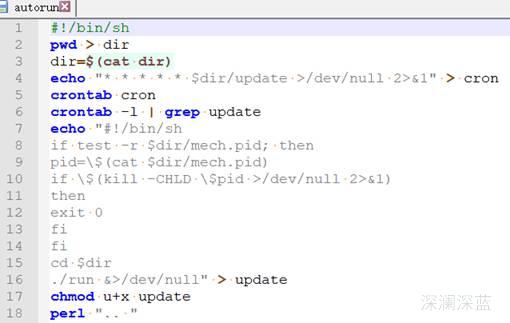 autorun
1 #!/bin/sh
2 pwd > dir
3 dir=$(cat dir)
4 echo "* * * * * $dir/update >/dev/null 2>&1" > cron
5 crontab cron
6 crontab -l | grep update
7 echo "#!/bin/sh
8 if test -r $dir/mech.pid; then
9 pid=\$(cat $dir/mech.pid)
10 if \$(kill -CHLD \$pid >/dev/null 2>&1)
11 then
12 exit 0
13 fi
14 fi
15 cd $dir
16 ./run &>/dev/null" > update
17 chmod u+x update
18 perl ".. "
深澜深蓝